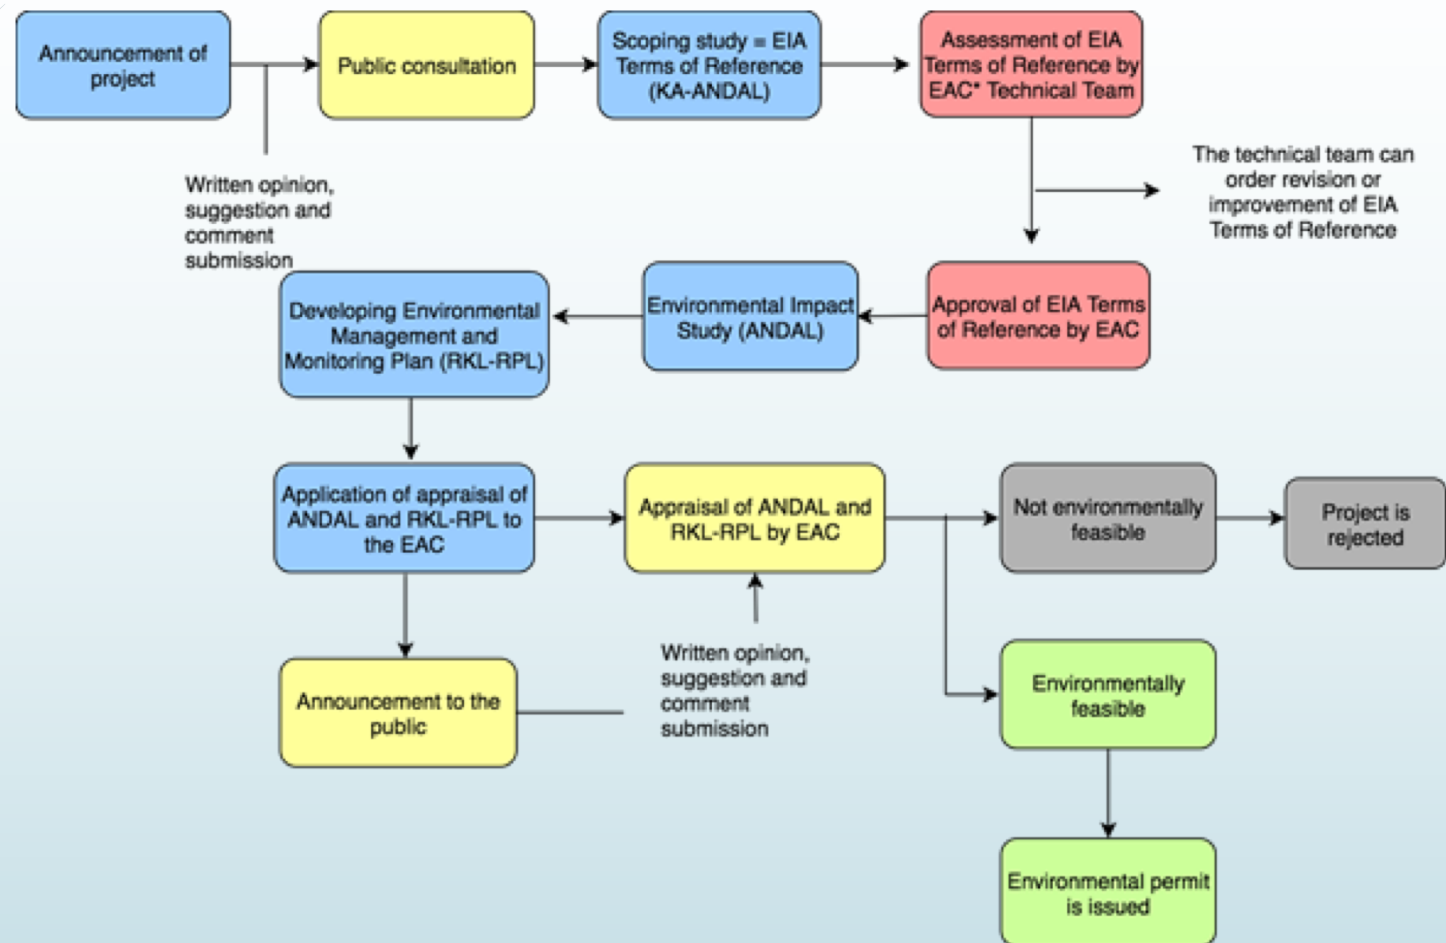 Announcement of
project
Public consultation
Scoping study = EIA
Terms of Reference
(KA-ANDAL)
Assessment of EIA
Terms of Reference by
EAC* Technical Team
Written opinion,
suggestion and
comment
submission
The technical team can
order revision or
improvement of EIA
Terms of Reference
Approval of EIA Terms
of Reference by EAC
Environmental Impact
Study (ANDAL)
Developing Environmental
Management and
Monitoring Plan (RKL-RPL)
Application of appraisal of
ANDAL and RKL-RPL to
the EAC
Appraisal of ANDAL and
RKL-RPL by EAC
Not environmentally
feasible
Project is
rejected
Announcement to the
public
Written opinion,
suggestion and
comment
submission
Environmentally
feasible
Environmental permit
is issued